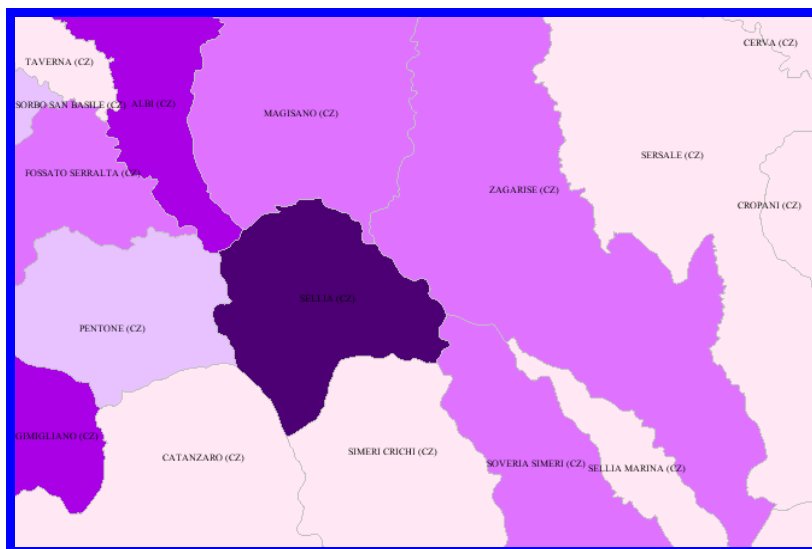 CERVA (CZ)
TAVERNA (CZ)
SORBO SAN BASILE (CZ)
ALBI (CZ)
MAGISANO (CZ)
SERSALE (CZ)
FOSSATO SERRALTA (CZ)
ZAGARISE (CZ)
CROPANI (CZ)
SELLIA (CZ)
PENTONE (CZ)
GIMIGLIANO (CZ)
CATANZARO (CZ)
SIMERI CRICHI (CZ)
SOVERIA SIMERI (CZ)
SELLIA MARINA (CZ)